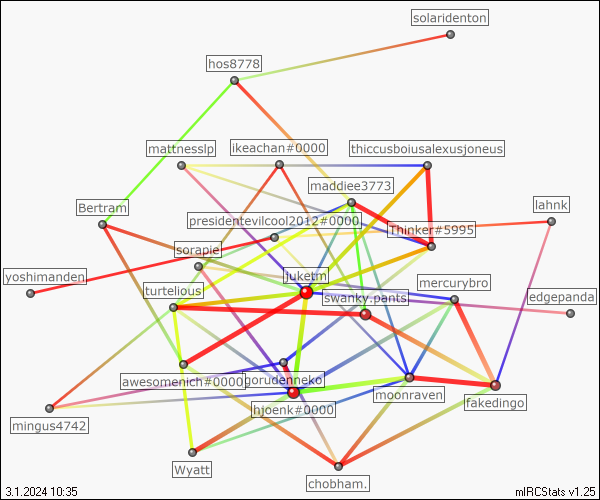 solaridenton
hos8778
mattnesslp
ikeachan#0000
thiccusboiusalexusjoneus
maddiee3773
Bertram
presidentevilcool2012#0000
lahnk
Thinker#5995
sorapie
yoshimanden
juketm
mercurybro
turtelious
swanky.pants
edgepanda
awesomenich#0000
gorudenneko
moonraven
fakedingo
hjoenk#0000
mingus4742
Wyatt
chobham.
3.1.2024 10:35
mIRCStats v1.25